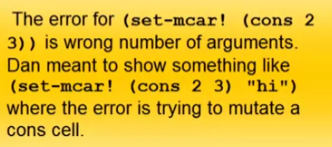 The error for (set-mcar! (cons 2
3)) is wrong number of arguments.
Dan meant to show something like
(set-mcar! (cons 2 3) "hi")
where the error is trying to mutate a
cons cell.